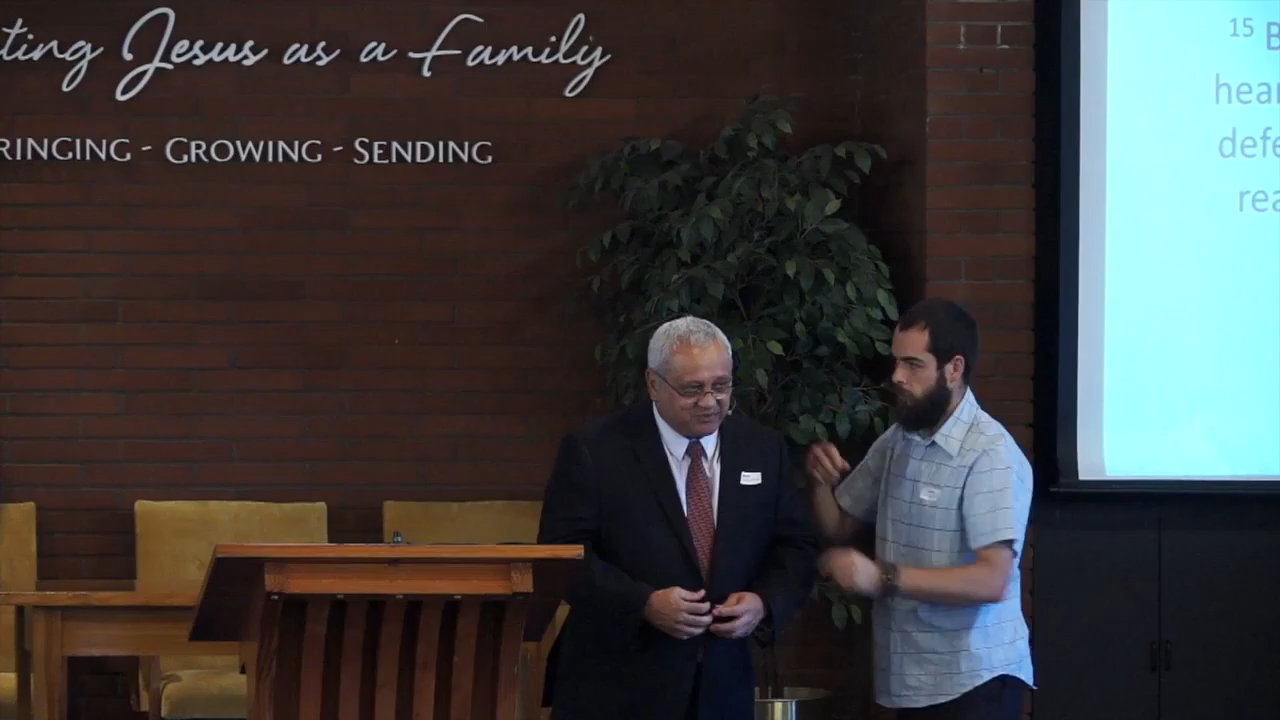 ting Jesus as a Family
RINGING - GROWING - SENDING
15 B
hear
defe
rea